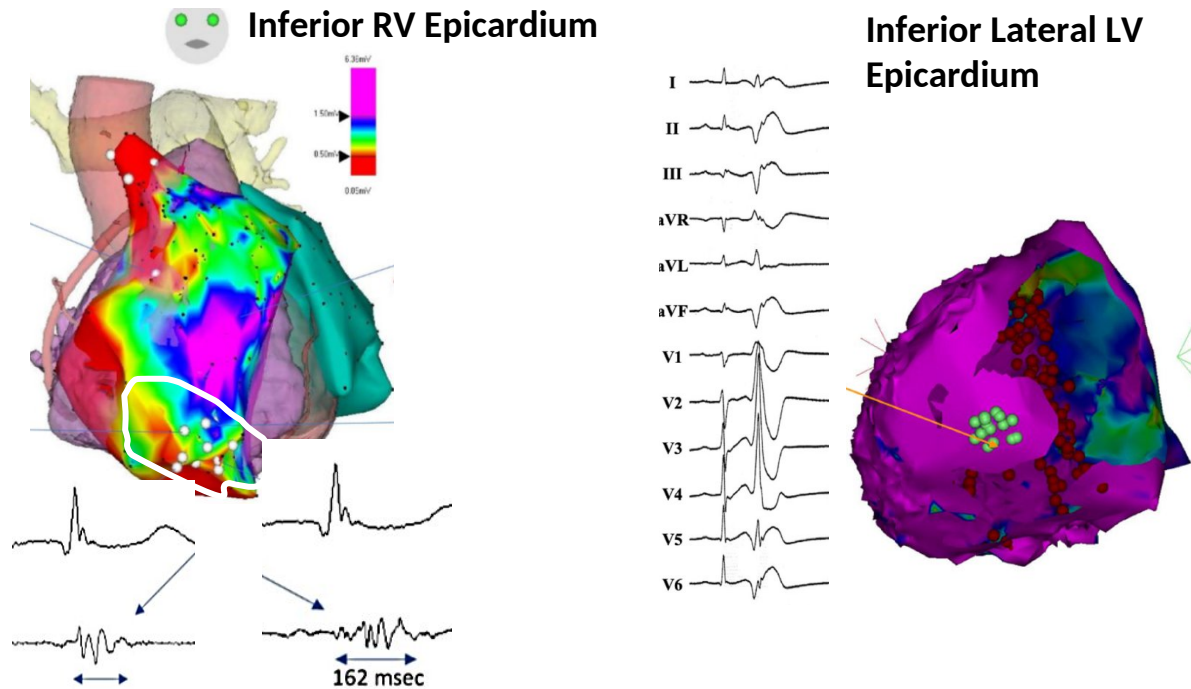 Inferior RV Epicardium
6.38mV
1.50mV
0.50mV
0.05mV
162 msec
Inferior Lateral LV
Epicardium
I
II
III
aVR
aVL
aVF
V1
V2
V3
V4
V5
V6